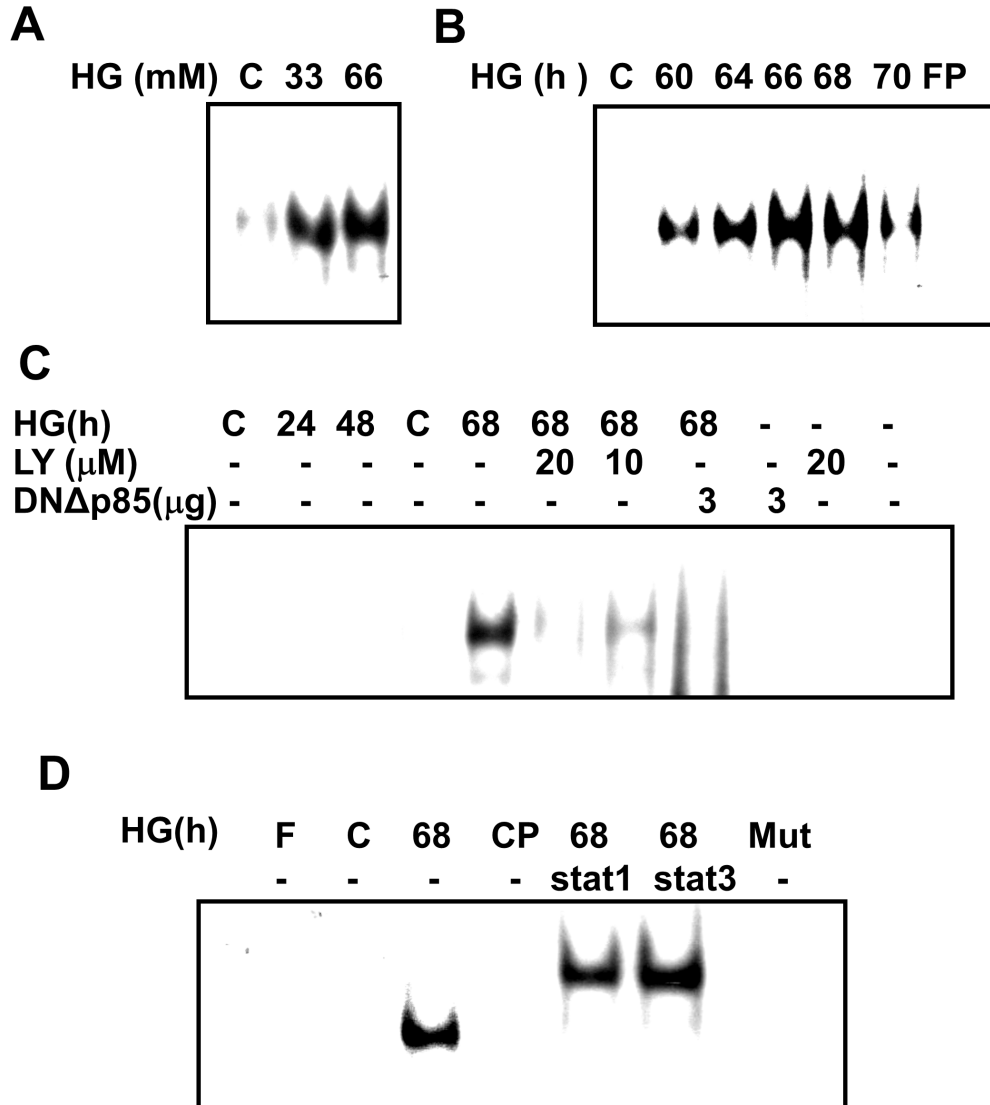 A
HG (mM) C 33 66
B
HG (h ) C 60 64 66 68 70 FP
C
HG(h) C 24 48 C 68 68 68 68 - - -
LY (μM) - - - - - 20 10 - - 20 -
DNΔp85(μg) - - - - - - - 3 3 - -
D
HG(h) F C 68 CP 68 68 Mut
- - - - stat1 stat3 -